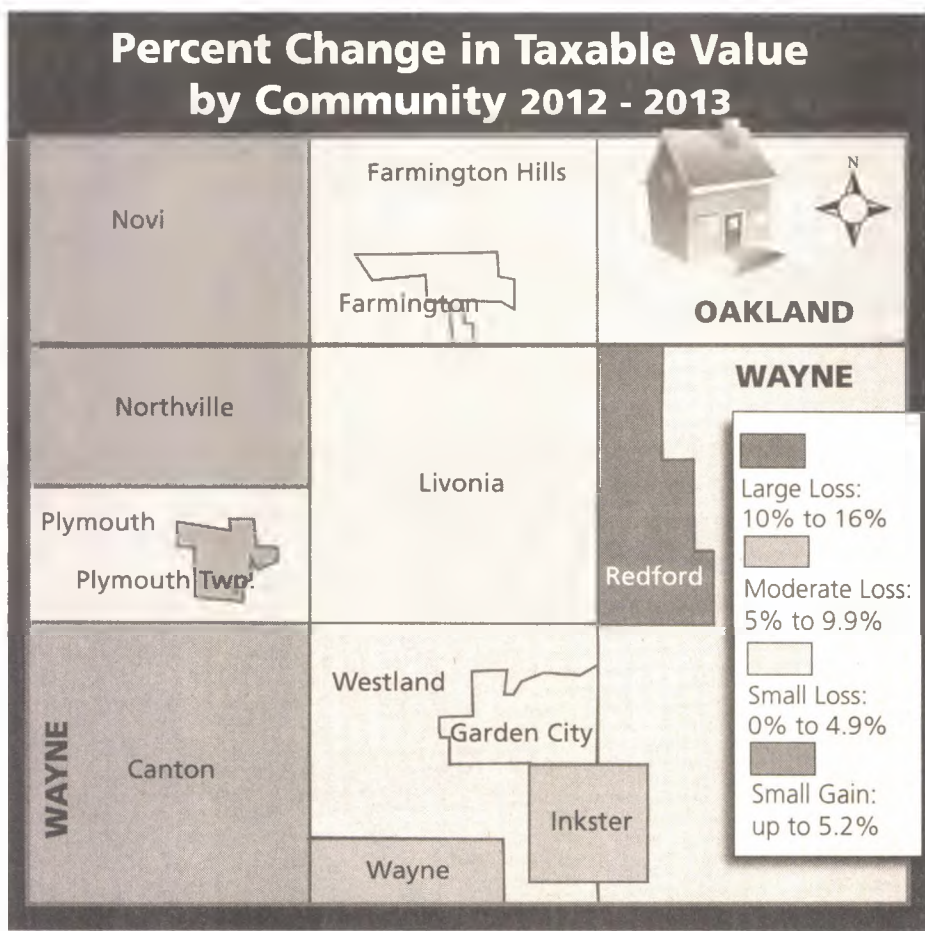 Percent Change in Taxable Value
by Community 2012 - 2013
Novi
Farmington Hills
Farmington
N
OAKLAND
Northville
Livonia
WAYNE
Plymouth
Plymouth Twp.
Redford
Large Loss:
10% to 16%
Moderate Loss:
5% to 9.9%
Small Loss:
0% to 4.9%
Small Gain:
up to 5.2%
WAYNE
Canton
Westland
Garden City
Inkster
Wayne